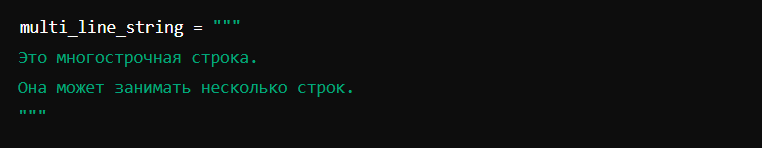 multi_line_string = """
Это многострочная строка.
Она может занимать несколько строк.
"""